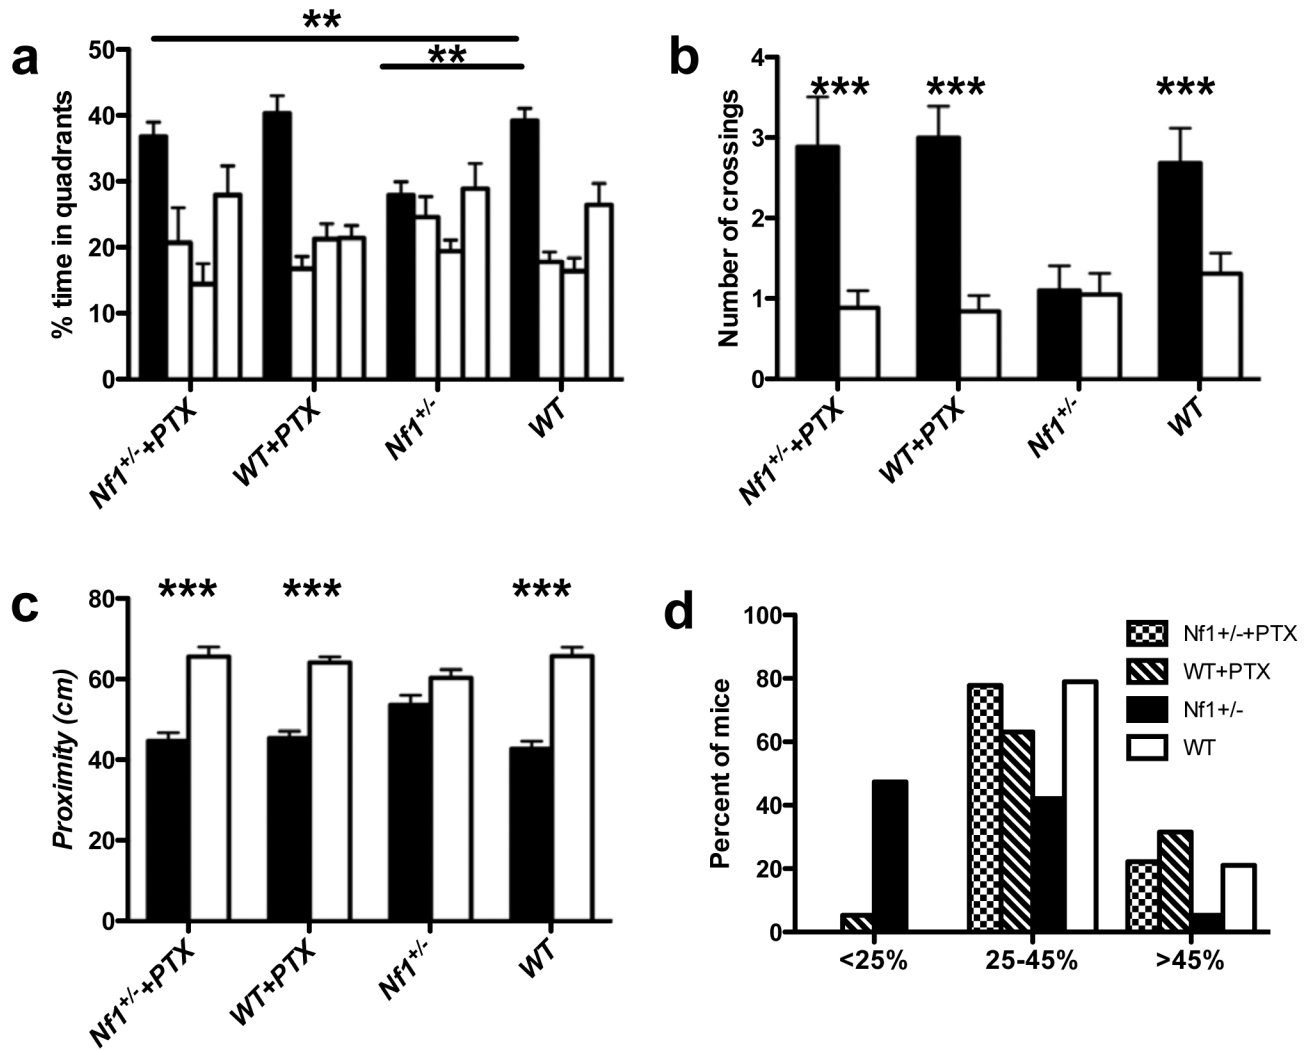 a
**
**
% time in quadrants
50
40
30
20
10
0
Nf1+/-+PTX
WT+PTX
Nf1+/-
WT
b
***
***
***
Number of crossings
4
3
2
1
0
Nf1+/-+PTX
WT+PTX
Nf1+/-
WT
c
***
***
***
Proximity (cm)
80
60
40
20
0
Nf1+/-+PTX
WT+PTX
Nf1+/-
WT
d
Percent of mice
100
80
60
40
20
0
<25%
25-45%
>45%
Nf1+/-+PTX
WT+PTX
Nf1+/-
WT